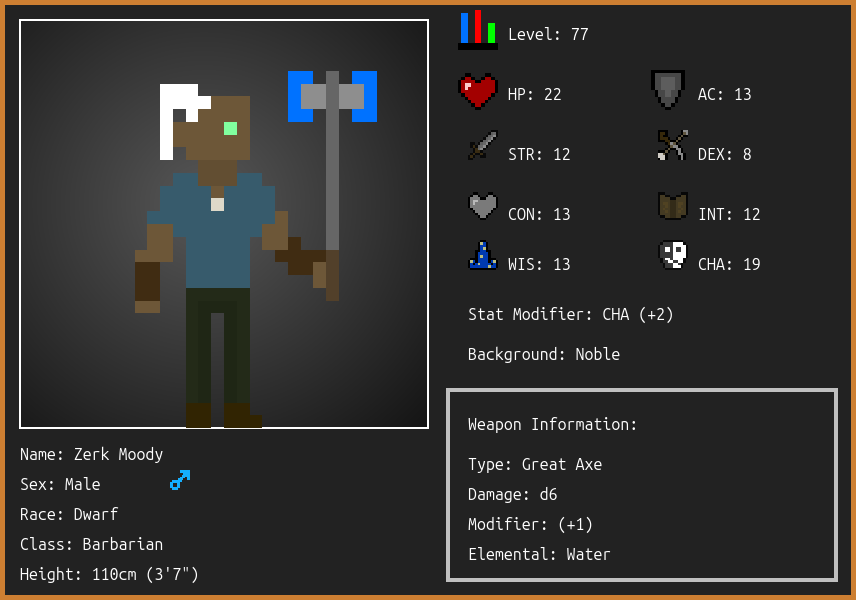 Level: 77
HP: 22
AC: 13
STR: 12
DEX: 8
CON: 13
INT: 12
WIS: 13
CHA: 19
Stat Modifier: CHA (+2)
Background: Noble
Weapon Information:
Type: Great Axe
Damage: d6
Modifier: (+1)
Elemental: Water
Name: Zerk Moody
Sex: Male
Race: Dwarf
Class: Barbarian
Height: 110cm (3'7")